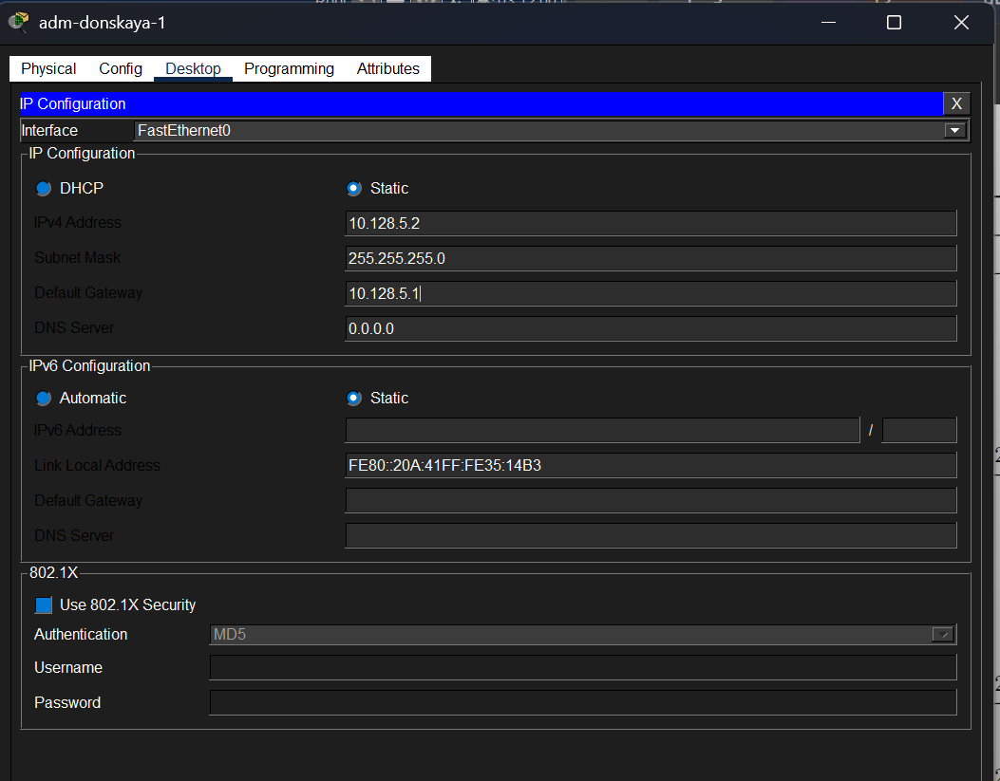 adm-donskaya-1
Physical Config Desktop Programming Attributes
IP Configuration X
Interface FastEthernet0
IP Configuration
DHCP Static
IPv4 Address 10.128.5.2
Subnet Mask 255.255.255.0
Default Gateway 10.128.5.1
DNS Server 0.0.0.0
IPv6 Configuration
Automatic Static
IPv6 Address /
Link Local Address FE80::20A:41FF:FE35:14B3
Default Gateway
DNS Server
802.1X
Use 802.1X Security
Authentication MD5
Username
Password